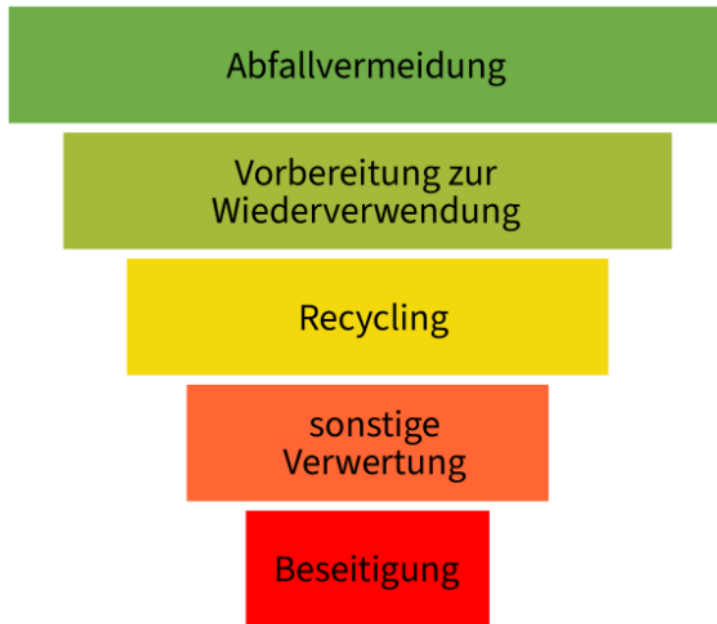 Abfallvermeidung
Vorbereitung zur
Wiederverwendung
Recycling
sonstige
Verwertung
Beseitigung